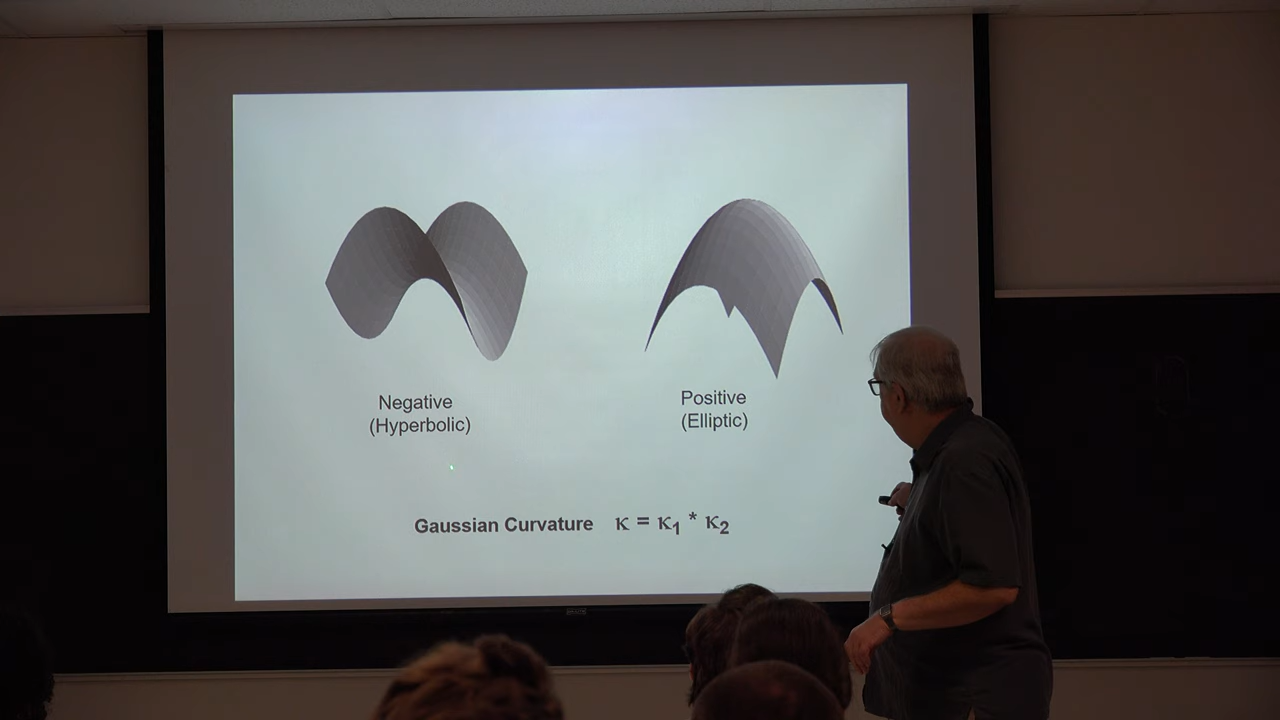 Negative
(Hyperbolic)
Positive
(Elliptic)
Gaussian Curvature κ = κ₁ * κ₂